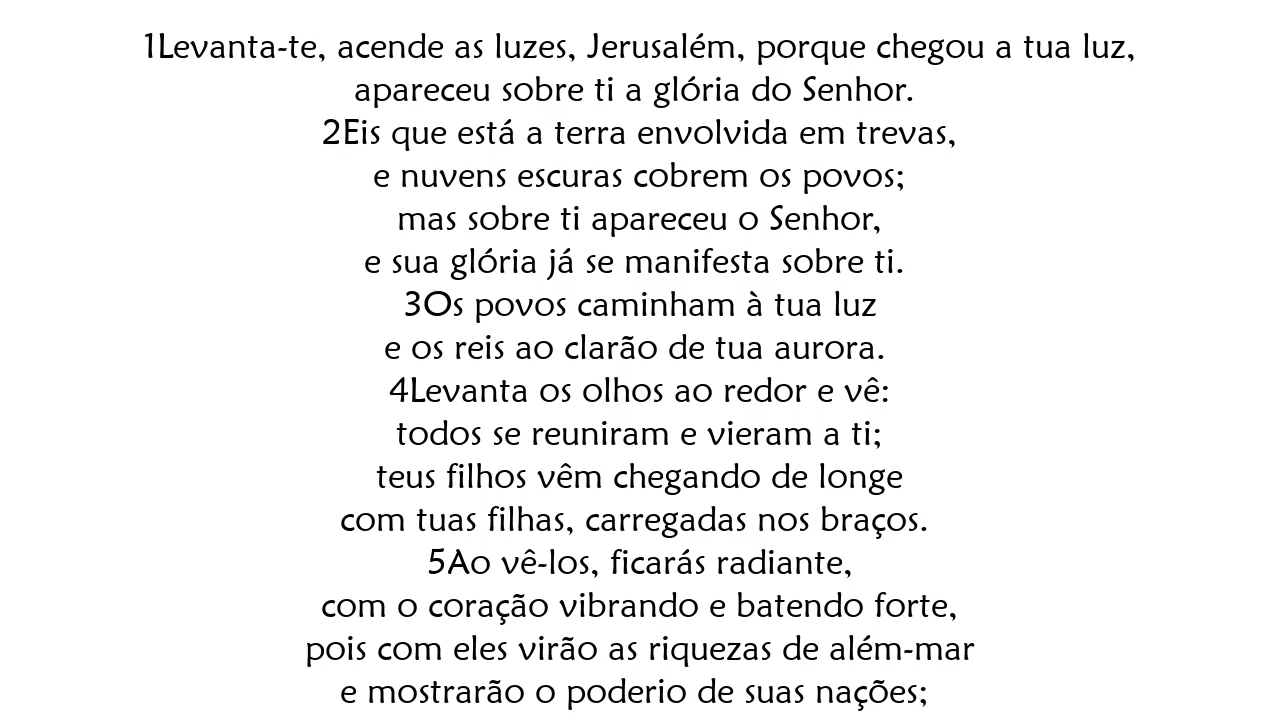 1Levanta-te, acende as luzes, Jerusalém, porque chegou a tua luz,
apareceu sobre ti a glória do Senhor.
2Eis que está a terra envolvida em trevas,
e nuvens escuras cobrem os povos;
mas sobre ti apareceu o Senhor,
e sua glória já se manifesta sobre ti.
3Os povos caminham à tua luz
e os reis ao clarão de tua aurora.
4Levanta os olhos ao redor e vê:
todos se reuniram e vieram a ti;
teus filhos vêm chegando de longe
com tuas filhas, carregadas nos braços.
5Ao vê-los, ficarás radiante,
com o coração vibrando e batendo forte,
pois com eles virão as riquezas de além-mar
e mostrarão o poderio de suas nações;